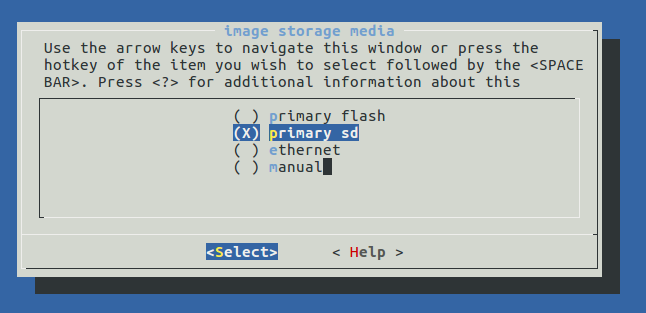 image storage media
Use the arrow keys to navigate this window or press the
hotkey of the item you wish to select followed by the <SPACE
BAR>. Press <?> for additional information about this
( ) primary flash
(X) primary sd
( ) ethernet
( ) manual
<Select> < Help >